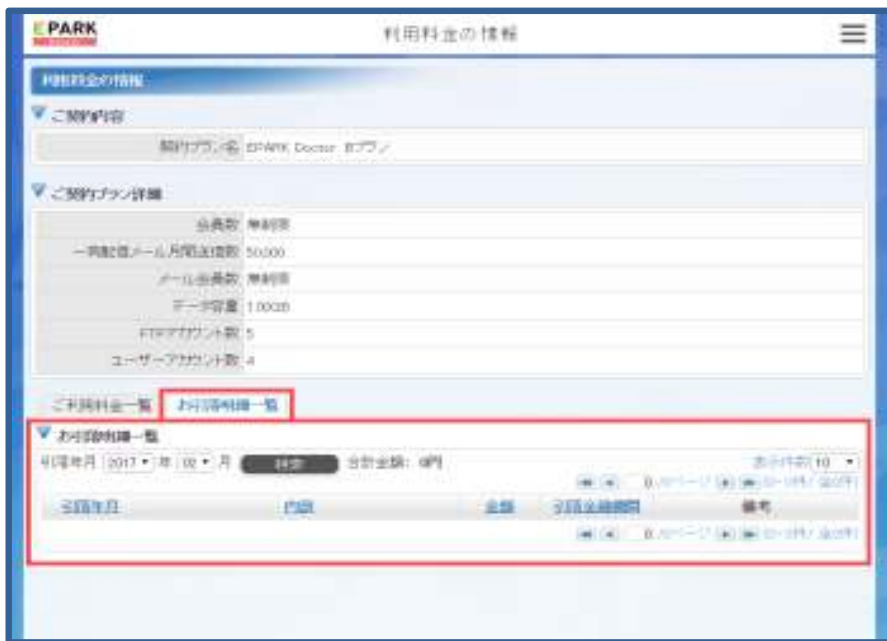 EPARK
利用料金の情報
利用料金の情報
ご契約内容
契約プラン名 EPARK Doctor Bプラン
ご契約プラン詳細
会員数 無制限
一斉配信メール月間送信数 50,000
メール会員数 無制限
データ容量
FTPアカウント数 5
ユーザーアカウント数 4
ご利用料金一覧 お引落明細一覧
お引落明細一覧
引落年月 2017 年 02 月 検索 合計金額: 0円
表示件数 10
引落年月 内訳 金額 引落金融機関 備考